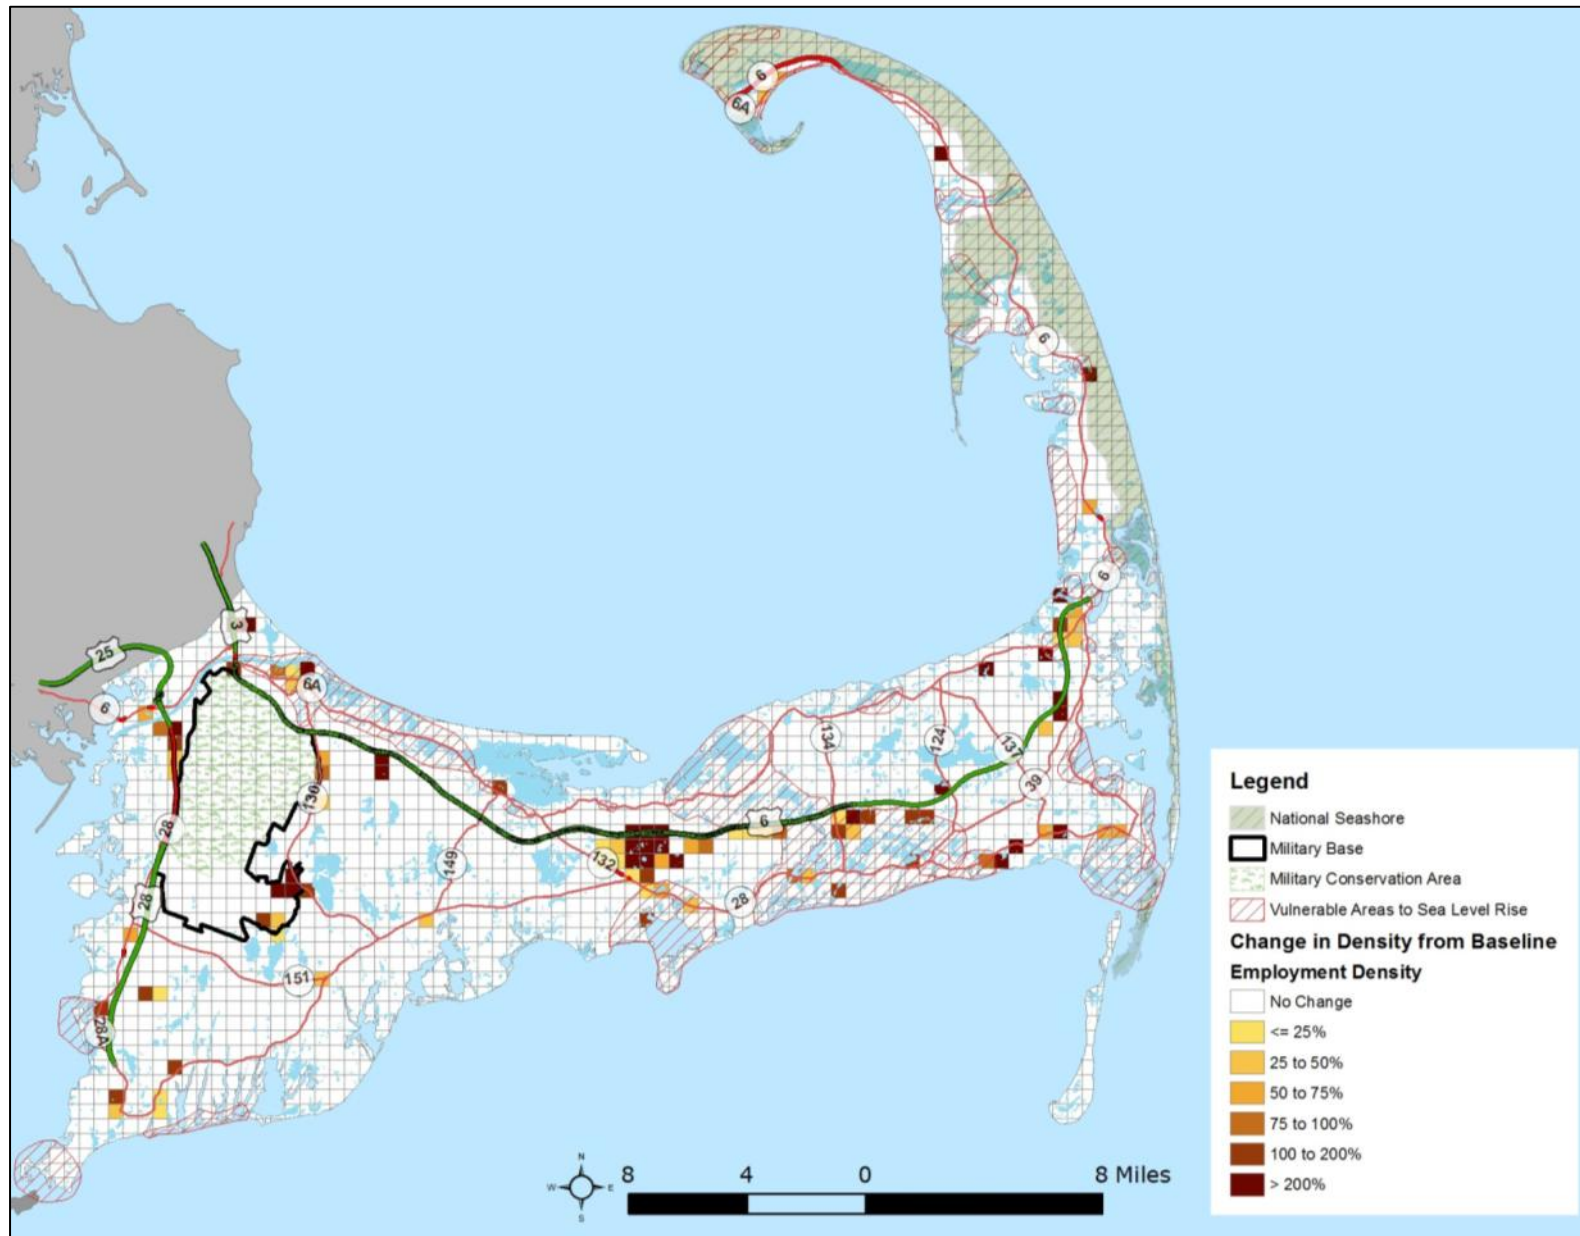 6
6A
6
6
3
25
6
6A
28
130
28
149
132
6
28
134
124
137
39
151
28A
N
W E
S
8 4 0 8 Miles
Legend
National Seashore
Military Base
Military Conservation Area
Vulnerable Areas to Sea Level Rise
Change in Density from Baseline
Employment Density
No Change
<= 25%
25 to 50%
50 to 75%
75 to 100%
100 to 200%
> 200%